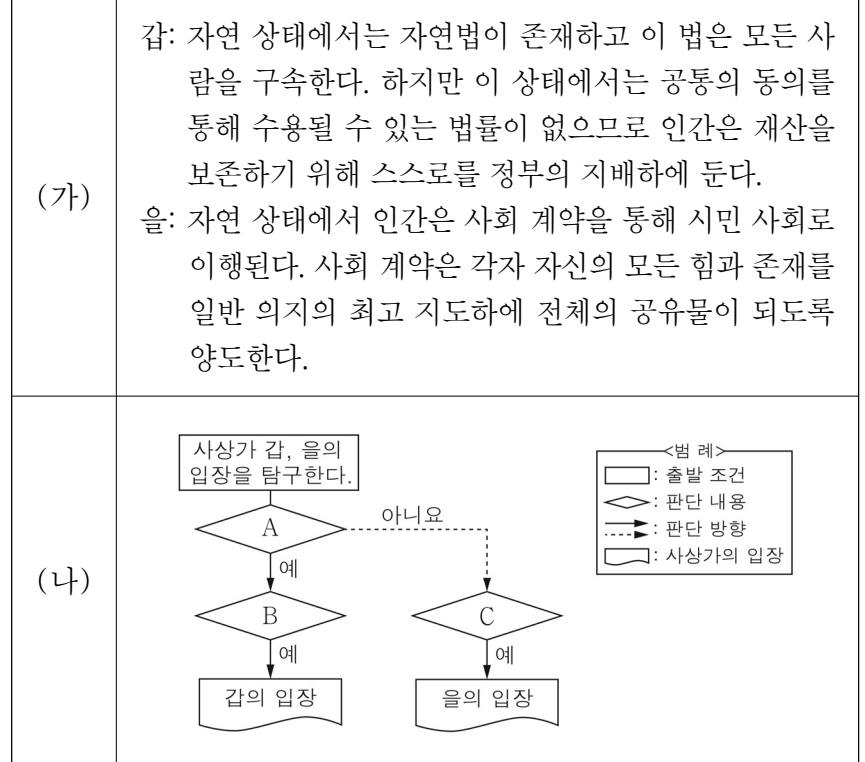 (가)
갑: 자연 상태에서는 자연법이 존재하고 이 법은 모든 사
람을 구속한다. 하지만 이 상태에서는 공통의 동의를
통해 수용될 수 있는 법률이 없으므로 인간은 재산을
보존하기 위해 스스로를 정부의 지배하에 둔다.
을: 자연 상태에서 인간은 사회 계약을 통해 시민 사회로
이행된다. 사회 계약은 각자 자신의 모든 힘과 존재를
일반 의지의 최고 지도하에 전체의 공유물이 되도록
양도한다.
(나)
사상가 갑, 을의
입장을 탐구한다.
A
아니요
예
B
C
예
예
갑의 입장
을의 입장
<범 례>
: 출발 조건
: 판단 내용
: 판단 방향
: 사상가의 입장